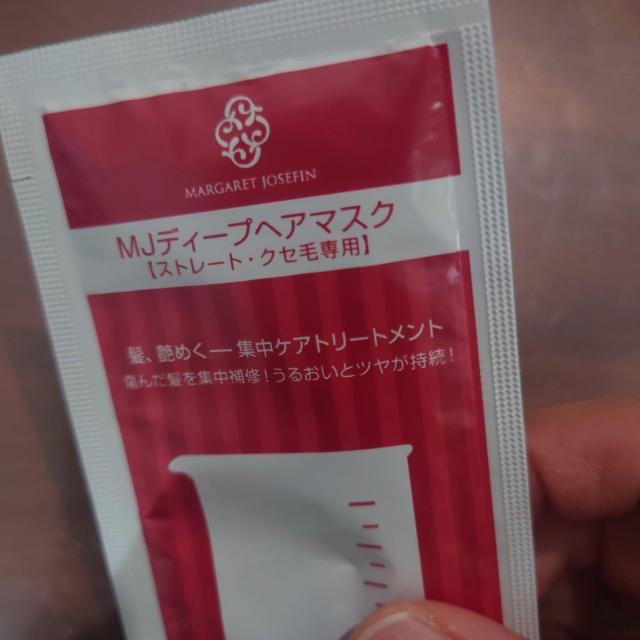 MARGARET JOSEFIN
MJディープヘアマスク
【ストレート・クセ毛専用】
髪、艶めく― 集中ケアトリートメント
傷んだ髪を集中補修!うるおいとツヤが持続!